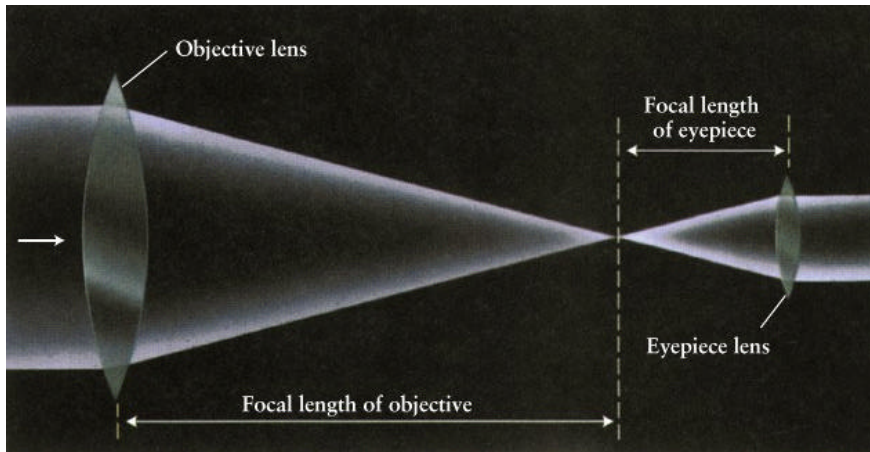 Objective lens
Focal length
of eyepiece
Eyepiece lens
Focal length of objective